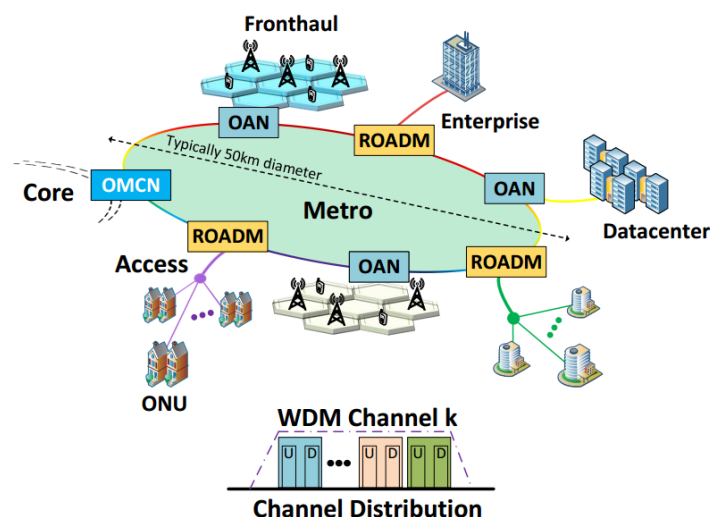 Fronthaul
OAN
ROADM
Enterprise
Typically 50km diameter
OAN
Core
OMCN
Metro
Datacenter
ROADM
Access
OAN
ROADM
ONU
WDM Channel k
U D U D U D
Channel Distribution